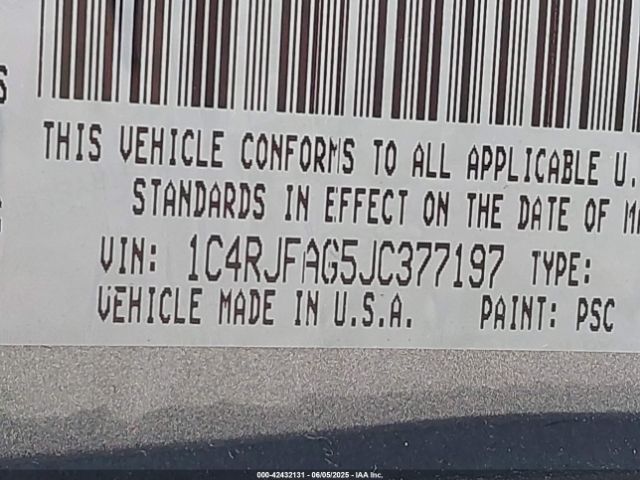 THIS VEHICLE CONFORMS TO ALL APPLICABLE U.
STANDARDS IN EFFECT ON THE DATE OF
VIN: 1C4RJFAG5JC377197 TYPE:
VEHICLE MADE IN U.S.A. PAINT: PSC
000-42432131 - 06/05/2025 - IAA Inc.